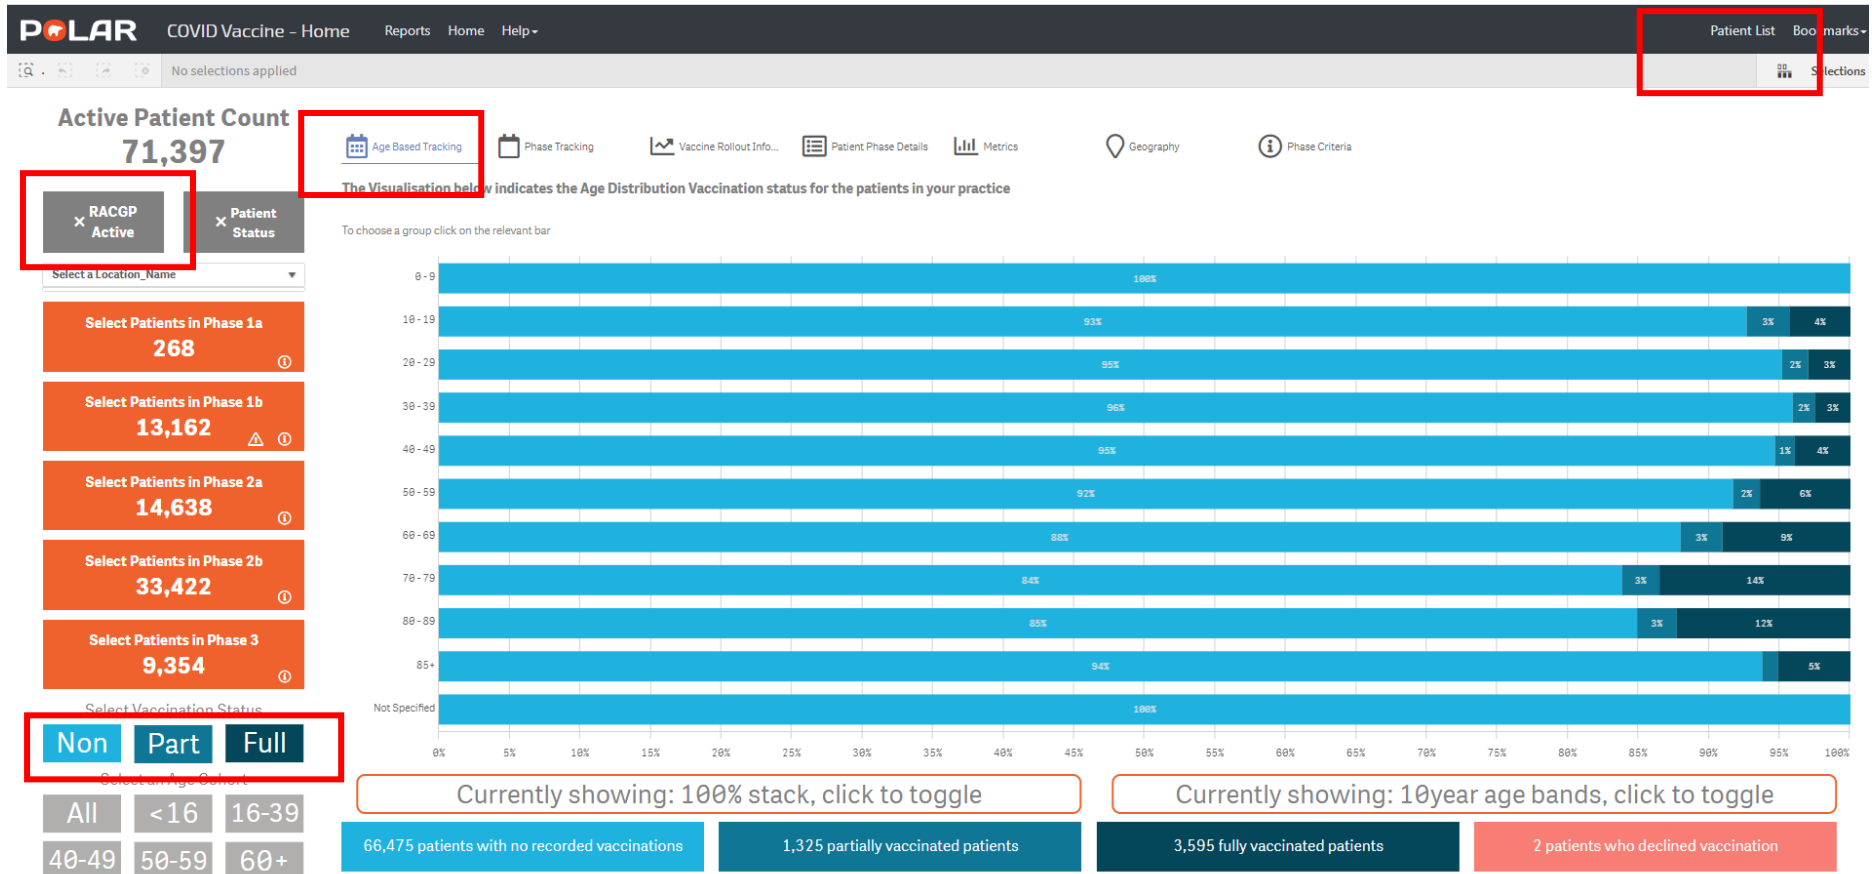 POLAR COVID Vaccine - Home Reports Home Help Patient List Bookmarks
No selections applied Selections
Active Patient Count
71,397
RACGP
Active
Patient
Status
Select a Location_Name
Select Patients in Phase 1a
268
Select Patients in Phase 1b
13,162
Select Patients in Phase 2a
14,638
Select Patients in Phase 2b
33,422
Select Patients in Phase 3
9,354
Select Vaccination Status
Non Part Full
Select an Age Cohort
All <16 16-39
40-49 50-59 60+
Age Based Tracking Phase Tracking Vaccine Rollout Info... Patient Phase Details Metrics Geography Phase Criteria
The Visualisation below indicates the Age Distribution Vaccination status for the patients in your practice
To choose a group click on the relevant bar
0-9 100%
10-19 93% 3% 4%
20-29 95% 2% 3%
30-39 96% 2% 3%
40-49 95% 1% 4%
50-59 92% 2% 6%
60-69 88% 3% 9%
70-79 84% 3% 14%
80-89 85% 3% 12%
85+ 94% 5%
Not Specified 100%
0% 5% 10% 15% 20% 25% 30% 35% 40% 45% 50% 55% 60% 65% 70% 75% 80% 85% 90% 95% 100%
Currently showing: 100% stack, click to toggle
Currently showing: 10year age bands, click to toggle
66,475 patients with no recorded vaccinations
1,325 partially vaccinated patients
3,595 fully vaccinated patients
2 patients who declined vaccination